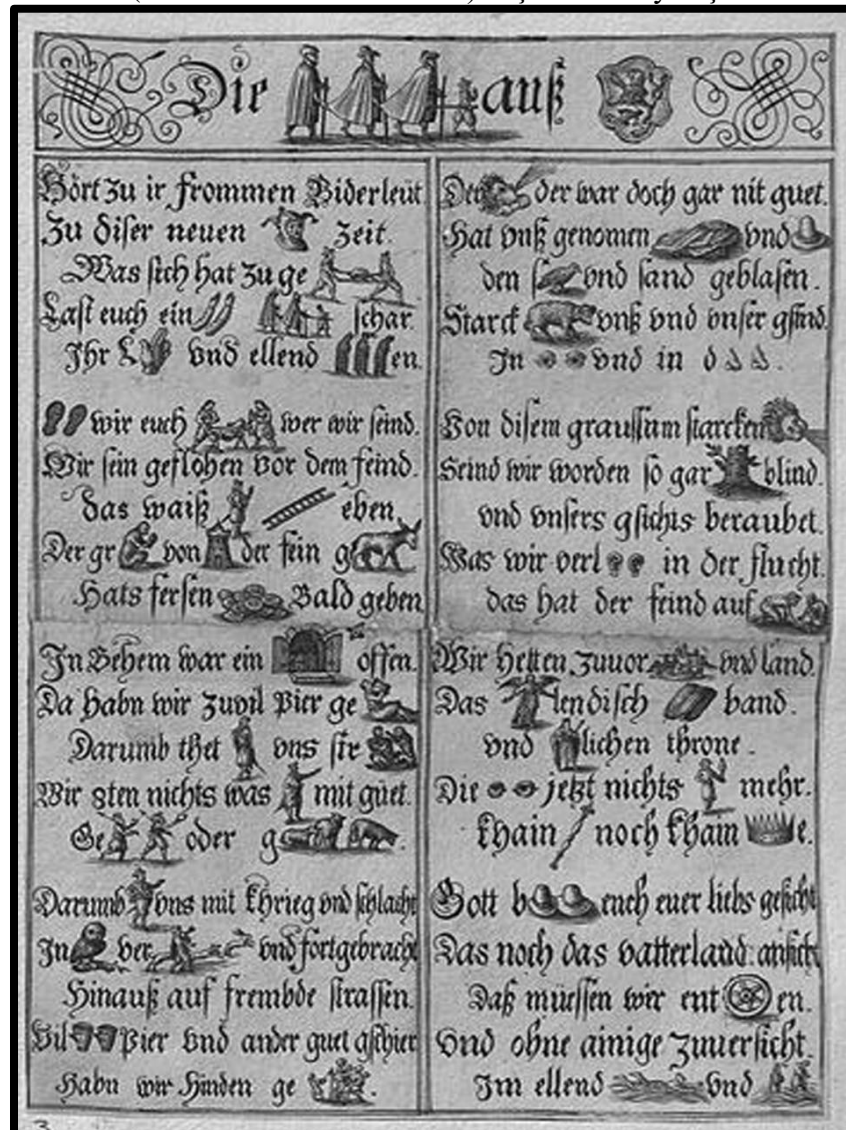 Die auß
Hört zu ir frommen Biderleüt.
Zu diser neuen zeit.
Was sich hat zu ge
Last euch ein schar.
Ihr L vnd ellend en.
wir euch wer wir seind.
Wir sein geflohen vor dem feind.
das waiß eben
Der gr von der fein g
Hats fersen Bald geben
In Behem war ein offen.
Da habn wir zuvil Pier ge
Darumb thet vns str
Wir 8ten nichts was mit guet.
Ge oder g.
Darumb vns mit Khrieg vnd schlacht
In ver vnd fortgebracht
Hinauß auf frembde strassen.
Vil Pier vnd ander guet gschier
Habn wir hinden ge.
Der der war doch gar nit guet.
Hat vnß genomen vnd
den s vnd sand geblasen.
Starck vnß vnd vnser gsind.
In vnd in d.
Von disem graussam starcken
Seind wir worden so gar blind.
vnd vnsers gsichts beraubet.
Was wir verl in der flucht.
das hat der feind auf
Wir hetten zuuor vnd land.
Das lendisch band.
vnd lichen throne.
Die jetzt nichts mehr.
Khain noch Kham e.
Gott b euch euer liebs gesicht
Das noch das vatterland ansicht
Daß müessen wir ent en.
Vnd ohne ainige zuuersicht.
Im ellend vnd
3